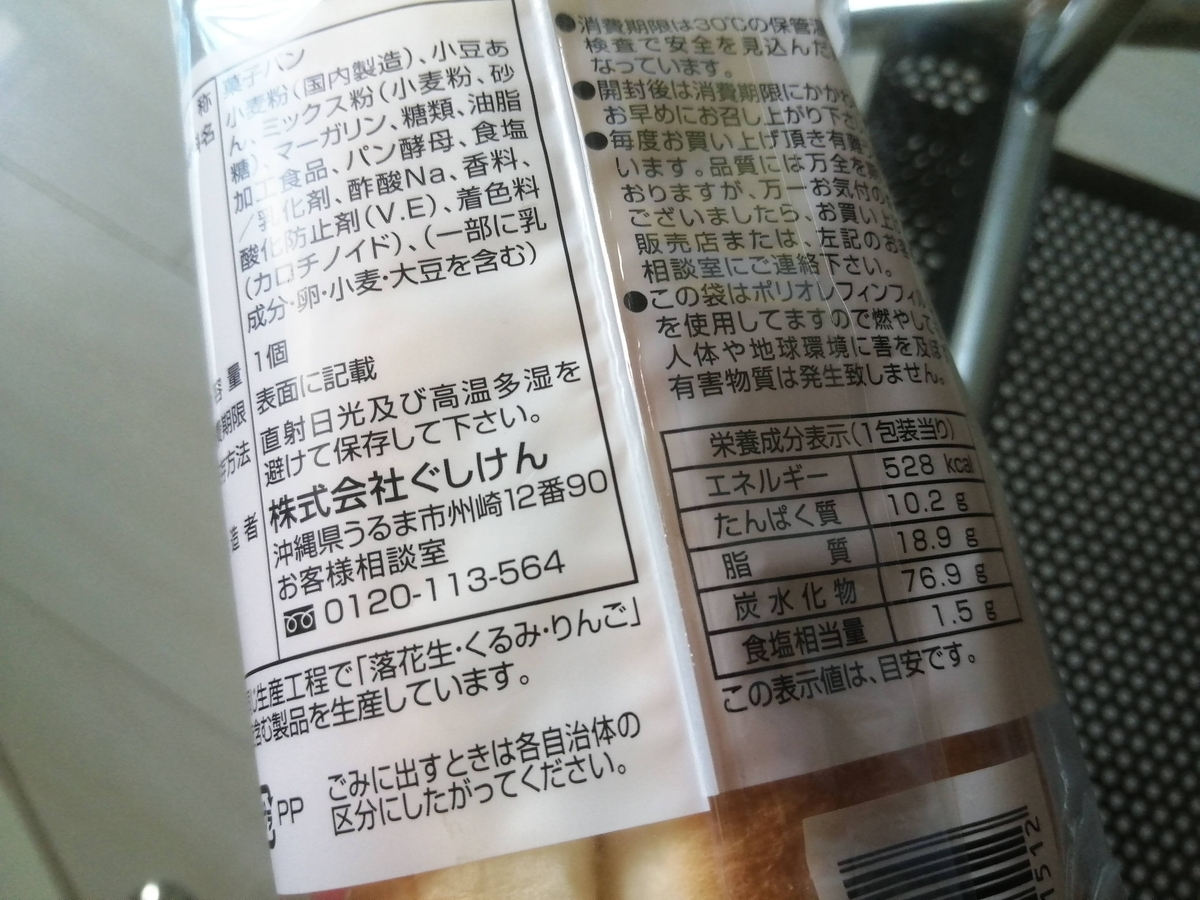 称 菓子パン
名 小麦粉(国内製造)、小豆あ
ん、ミックス粉(小麦粉、砂
糖)、マーガリン、糖類、油脂
加工食品、パン酵母、食塩
/乳化剤、酢酸Na、香料、
酸化防止剤(V.E)、着色料
(カロチノイド)、(一部に乳
成分・卵・小麦・大豆を含む)
容量 1個
期限 表面に記載
方法 直射日光及び高温多湿を
避けて保存して下さい。
造者 株式会社ぐしけん
沖縄県うるま市州崎12番90
お客様相談室
0120-113-564
生産工程で「落花生・くるみ・りんご」
含む製品を生産しています。
PP ごみに出すときは各自治体の
区分にしたがってください。
●消費期限は30℃の保管
検査で安全を見込んだ
なっています。
●開封後は消費期限にかかわ
お早めにお召し上がり下さ
●毎度お買い上げ頂き有難
います。品質には万全を
おりますが、万一お気付の
ございましたら、お買い上
販売店または、左記のお客
相談室にご連絡下さい。
●この袋はポリオレフィンフィル
を使用してますので燃やして
人体や地球環境に害を及ぼ
有害物質は発生致しません。
栄養成分表示(1包装当り)
エネルギー 528 kcal
たんぱく質 10.2 g
脂質 18.9 g
炭水化物 76.9 g
食塩相当量 1.5 g
この表示値は、目安です。
1512